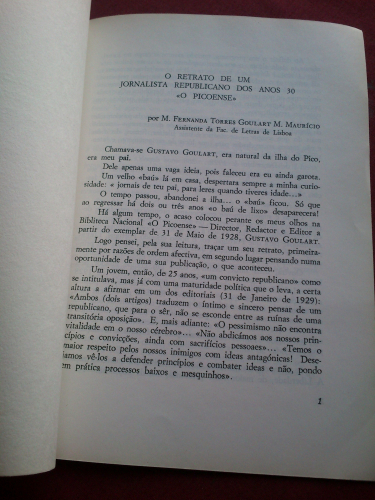 O RETRATO DE UM
JORNALISTA REPUBLICANO DOS ANOS 30
«O PICOENSE»
por M. FERNANDA TORRES GOULART M. MAURÍCIO
Assistente da Fac. de Letras de Lisboa
Chamava-se GUSTAVO GOULART, era natural da ilha do Pico,
era meu pai.
Dele apenas uma vaga ideia, pois faleceu era eu ainda garota.
Um velho «baú» lá em casa, despertara sempre a minha curio-
sidade: « jornais de teu pai, para leres quando tiveres idade...»
O tempo passou, abandonei a ilha... o «baú» ficou. Só que
ao regressar há dois ou três anos «o baú de lixo» desaparecera!
Há algum tempo, o acaso colocou perante os meus olhos na
Biblioteca Nacional «O Picoense» — Director, Redactor e Editor a
partir do exemplar de 31 de Maio de 1928, GUSTAVO GOULART.
Logo pensei, pela sua leitura, traçar um seu retrato, primeira-
mente por razões de ordem afectiva, em segundo lugar pensando numa
oportunidade de uma sua publicação, o que aconteceu.
Um jovem, então, de 25 anos, «um convicto republicano» como
se intitulava, mas já com uma maturidade política que o leva, a certa
altura a afirmar em um dos editoriais (31 de Janeiro de 1929):
«Ambos (dois artigos) traduzem o íntimo e sincero pensar de um
republicano, que para o sêr, não se esconde entre as ruínas de uma
transitória oposição». E, mais adiante: «O pessimismo não encontra
vitalidade em o nosso cérebro»... «Não abdicámos aos nossos prin-
cípios e convicções, ainda com sacrifícios pessoaes»... «Temos o
maior respeito pelos nossos inimigos com ideias antagónicas! Dese-
jamos vê-los a defender princípios e combater ideas e não, pondo
em prática processos baixos e mesquinhos».
1